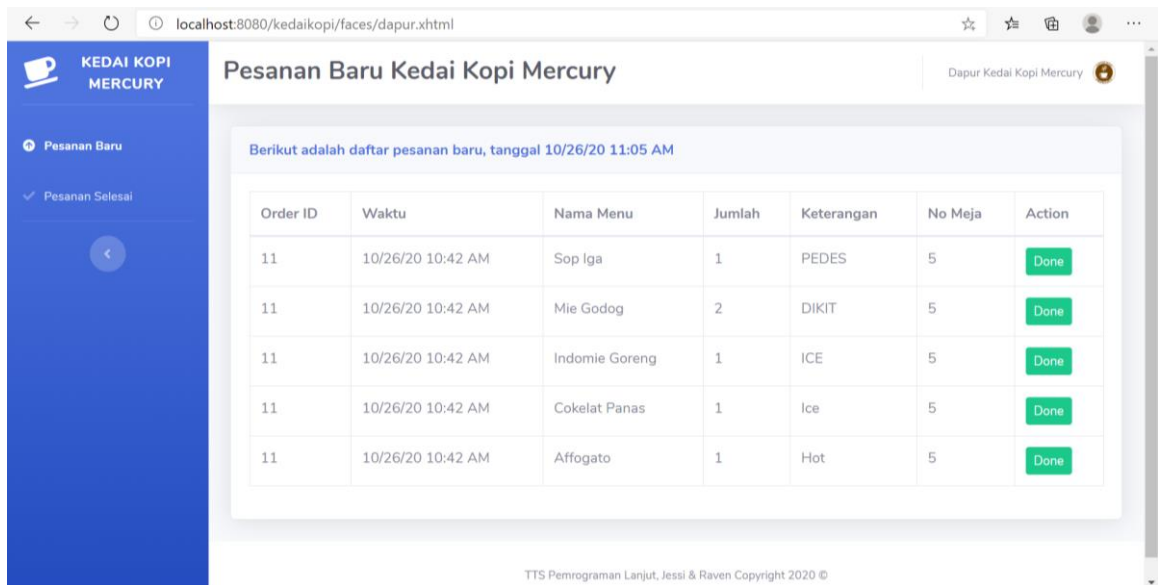 localhost:8080/kedaikopi/faces/dapur.xhtml
KEDAI KOPI
MERCURY
Pesanan Baru Kedai Kopi Mercury
Dapur Kedai Kopi Mercury
Pesanan Baru
Pesanan Selesai
Berikut adalah daftar pesanan baru, tanggal 10/26/20 11:05 AM
Order ID Waktu Nama Menu Jumlah Keterangan No Meja Action
11 10/26/20 10:42 AM Sop Iga 1 PEDES 5 Done
11 10/26/20 10:42 AM Mie Godog 2 DIKIT 5 Done
11 10/26/20 10:42 AM Indomie Goreng 1 ICE 5 Done
11 10/26/20 10:42 AM Cokelat Panas 1 Ice 5 Done
11 10/26/20 10:42 AM Affogato 1 Hot 5 Done
TTS Pemrograman Lanjut, Jessi & Raven Copyright 2020 ©